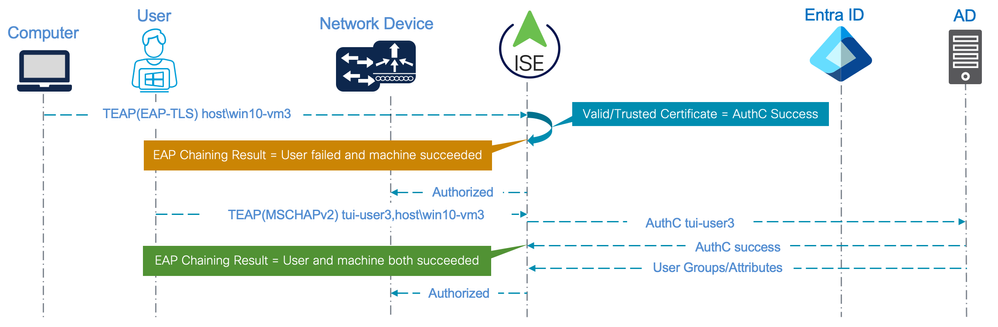 Computer
User
Network Device
ISE
Entra ID
AD
TEAP(EAP-TLS) host\win10-vm3
Valid/Trusted Certificate = AuthC Success
EAP Chaining Result = User failed and machine succeeded
Authorized
TEAP(MSCHAPv2) tui-user3,host\win10-vm3
AuthC tui-user3
AuthC success
EAP Chaining Result = User and machine both succeeded
User Groups/Attributes
Authorized